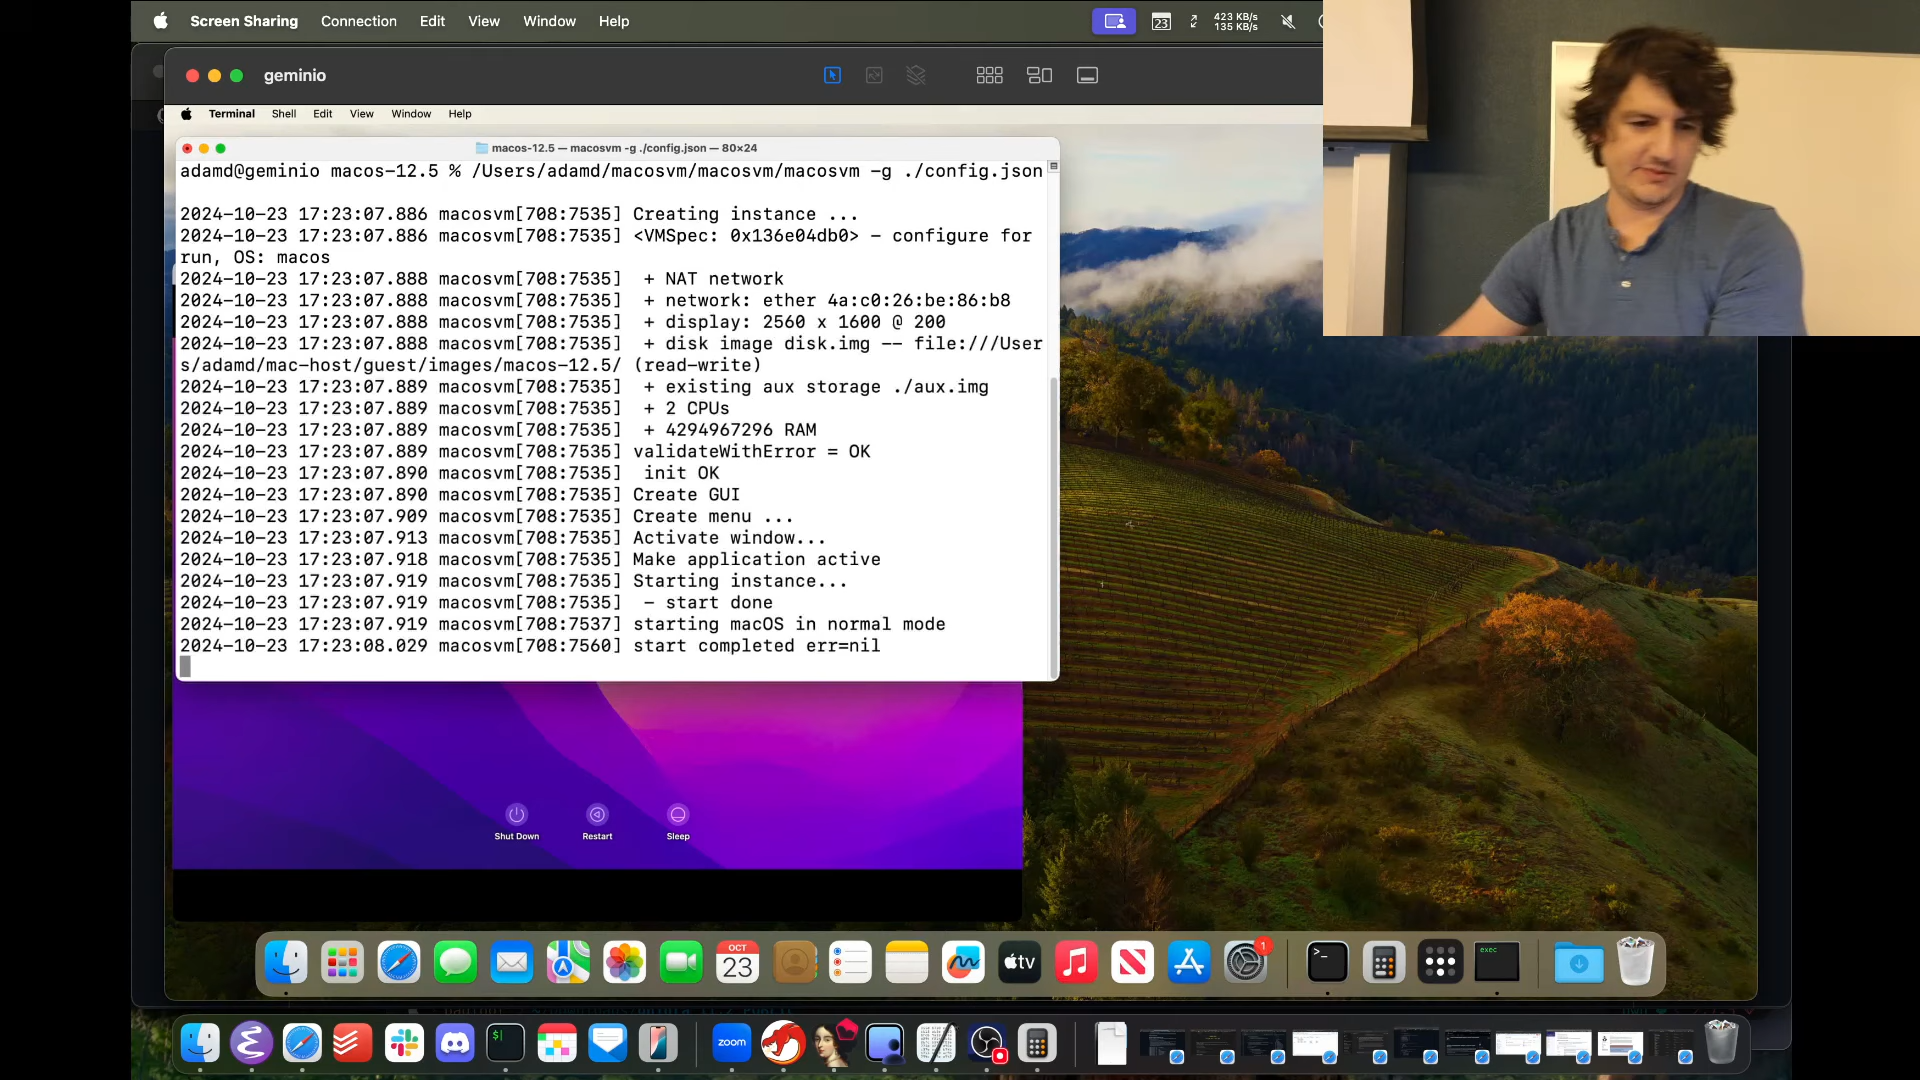 Screen Sharing Connection Edit View Window Help
23
423 KB/s
135 KB/s
geminio
Terminal Shell Edit View Window Help
macos-12.5 — macosvm -g ./config.json — 80×24
adamd@geminio macos-12.5 % /Users/adamd/macosvm/macosvm/macosvm -g ./config.json
2024-10-23 17:23:07.886 macosvm[708:7535] Creating instance ...
2024-10-23 17:23:07.886 macosvm[708:7535] <VMSpec: 0x136e04db0> - configure for
run, OS: macos
2024-10-23 17:23:07.888 macosvm[708:7535]  + NAT network
2024-10-23 17:23:07.888 macosvm[708:7535]  + network: ether 4a:c0:26:be:86:b8
2024-10-23 17:23:07.888 macosvm[708:7535]  + display: 2560 x 1600 @ 200
2024-10-23 17:23:07.888 macosvm[708:7535]  + disk image disk.img -- file:///User
s/adamd/mac-host/guest/images/macos-12.5/ (read-write)
2024-10-23 17:23:07.889 macosvm[708:7535]  + existing aux storage ./aux.img
2024-10-23 17:23:07.889 macosvm[708:7535]  + 2 CPUs
2024-10-23 17:23:07.889 macosvm[708:7535]  + 4294967296 RAM
2024-10-23 17:23:07.889 macosvm[708:7535] validateWithError = OK
2024-10-23 17:23:07.890 macosvm[708:7535]  init OK
2024-10-23 17:23:07.890 macosvm[708:7535] Create GUI
2024-10-23 17:23:07.909 macosvm[708:7535] Create menu ...
2024-10-23 17:23:07.913 macosvm[708:7535] Activate window...
2024-10-23 17:23:07.918 macosvm[708:7535] Make application active
2024-10-23 17:23:07.919 macosvm[708:7535] Starting instance...
2024-10-23 17:23:07.919 macosvm[708:7535]  - start done
2024-10-23 17:23:07.919 macosvm[708:7537] starting macOS in normal mode
2024-10-23 17:23:08.029 macosvm[708:7560] start completed err=nil
Shut Down Restart Sleep
OCT
23
tv
1
>_
exec
$
zoom